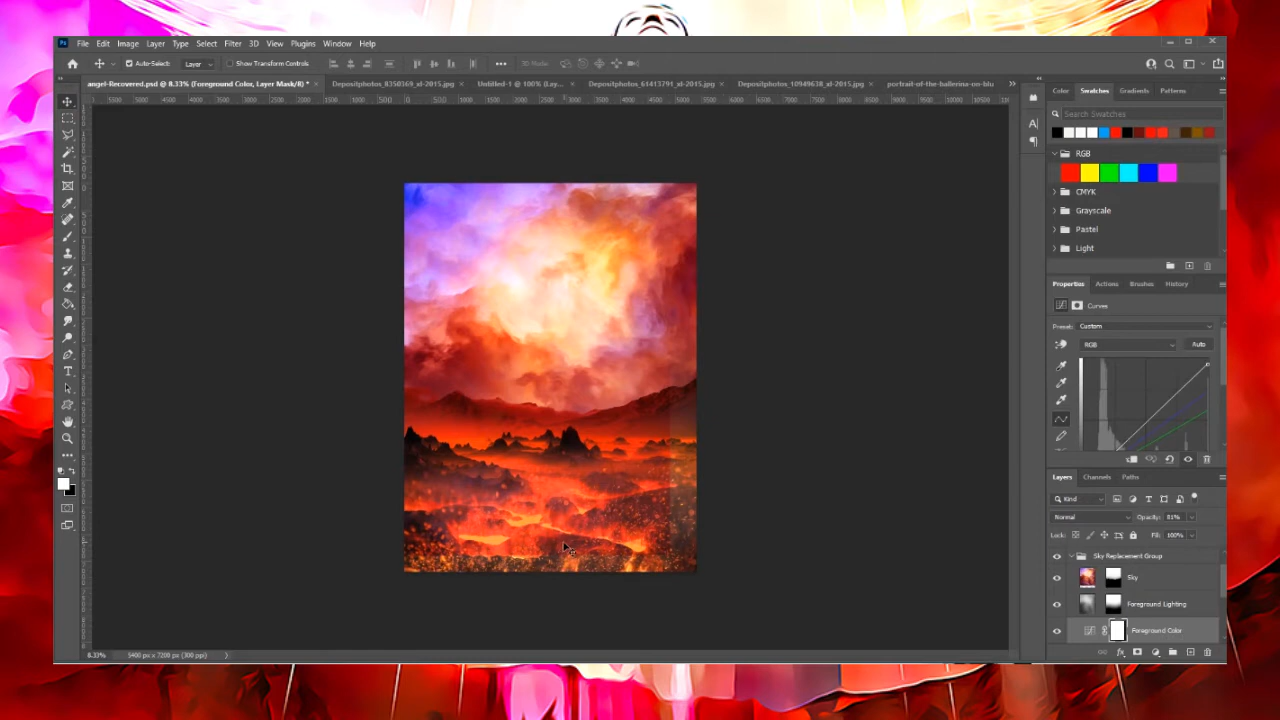 Ps File Edit Image Layer Type Select Filter 3D View Plugins Window Help
Auto-Select: Layer Show Transform Controls 3D Mode:
angel-Recovered.psd @ 8.33% (Foreground Color, Layer Mask/8) * Depositphotos_8350369_xl-2015.jpg Untitled-1 @ 100% (Lay... Depositphotos_61413791_xl-2015.jpg Depositphotos_10949638_xl-2015.jpg portrait-of-the-ballerina-on-blu
Color Swatches Gradients Patterns
Search Swatches
RGB
CMYK
Grayscale
Pastel
Light
Properties Actions Brushes History
Curves
Preset: Custom
RGB Auto
Layers Channels Paths
Kind
Normal Opacity: 81%
Lock: Fill: 100%
Sky Replacement Group
Sky
Foreground Lighting
Foreground Color
8.33% 5400 px x 7200 px (300 ppi)